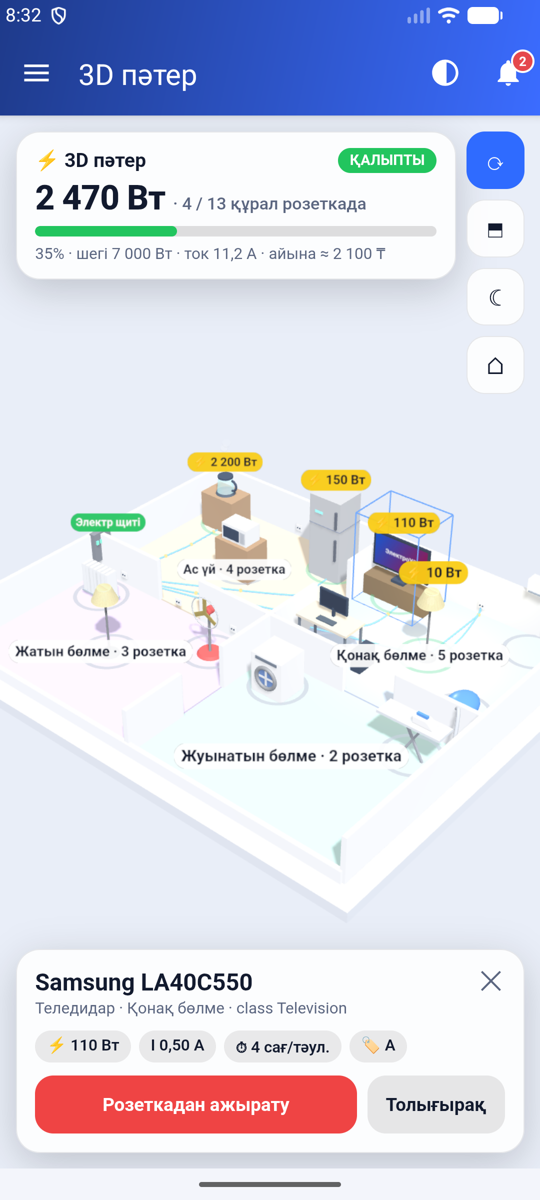 8:32
3D пәтер
2
⚡ 3D пәтер
ҚАЛЫПТЫ
2 470 Вт · 4 / 13 құрал розеткада
35% · шегі 7 000 Вт · ток 11,2 А · айына ≈ 2 100 ₸
⚡ 2 200 Вт
⚡ 150 Вт
Электр щиті
⚡ 110 Вт
Ас үй · 4 розетка
⚡ 10 Вт
Жатын бөлме · 3 розетка
Қонақ бөлме · 5 розетка
Жуынатын бөлме · 2 розетка
Samsung LA40C550
Теледидар · Қонақ бөлме · class Television
⚡ 110 Вт
I 0,50 А
⏱ 4 сағ/тәул.
🏷️ A
Розеткадан ажырату
Толығырақ